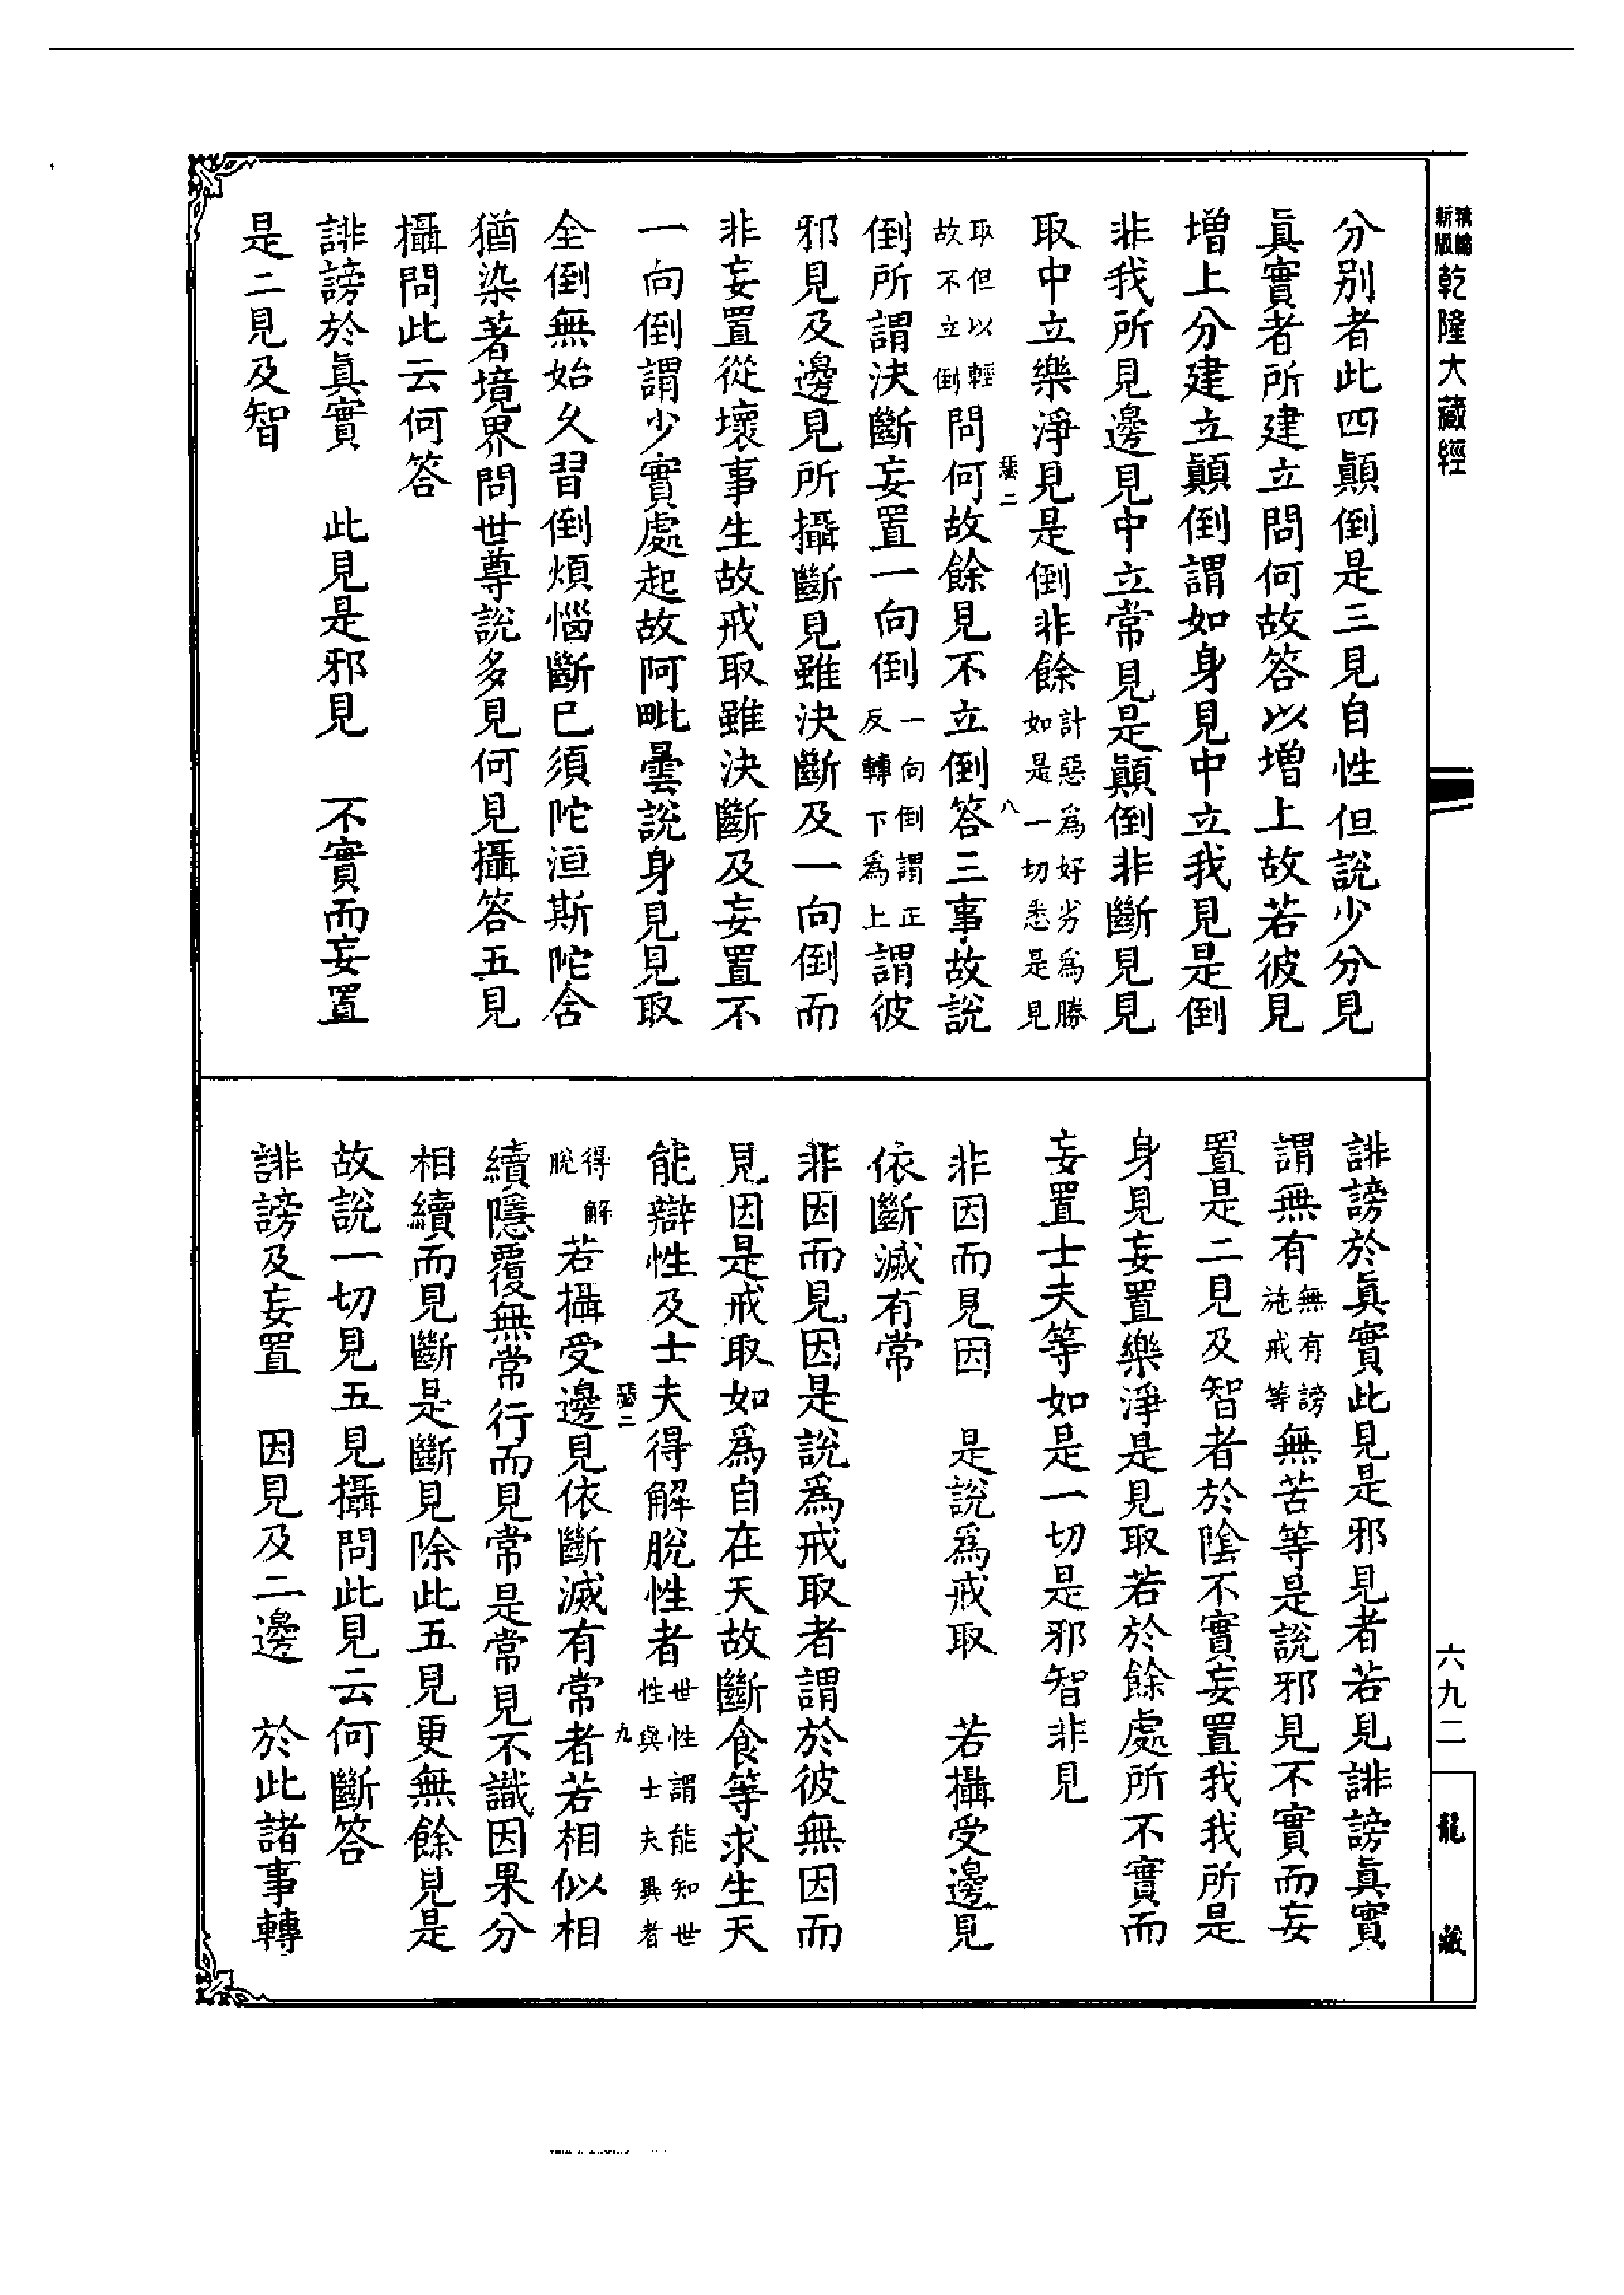 精編新版
乾隆大藏經
分别者此四顛倒是三見自性但說少分見
眞實者所建立問何故答以增上故若彼見
增上分建立顛倒謂如身見中立我見是倒
非我所見邊見中立常見是顛倒非斷見見
取中立樂淨見是倒非餘計惡為好劣為勝如是一切悉是見
取但以輕故不立倒問何故餘見不立倒答三事故說
倒所謂決斷妄置一向倒一向倒謂正反轉下為上謂彼
邪見及邊見所攝斷見雖決斷及一向倒而
非妄置從壞事生故戒取雖決斷及妄置不
一向倒謂少實處起故阿毗曇說身見見取
全倒無始久習倒煩惱斷已須陀洹斯陀含
猶染著境界問世尊說多見何見攝答五見
攝問此云何答
誹謗於眞實　此見是邪見　不實而妄置
是二見及智
誹謗於眞實此見是邪見者若見誹謗眞實
謂無有無有謗施戒等無苦等是說邪見不實而妄
置是二見及智者於陰不實妄置我我所是
身見妄置樂淨是見取若於餘處所不實而
妄置士夫等如是一切是邪智非見
非因而見因　是說爲戒取　若攝受邊見
依斷滅有常
非因而見因是說爲戒取者謂於彼無因而
見因是戒取如爲自在天故斷食等求生天
能辯性及士夫得解脫性者世性謂能知世性與士夫異者
得解脫若攝受邊見依斷滅有常者若相似相
續隱覆無常行而見常是常見不識因果分
相續而見斷是斷見除此五見更無餘見是
故說一切見五見攝問此見云何斷答
誹謗及妄置　因見及二邊　於此諸事轉
六九二
龍藏